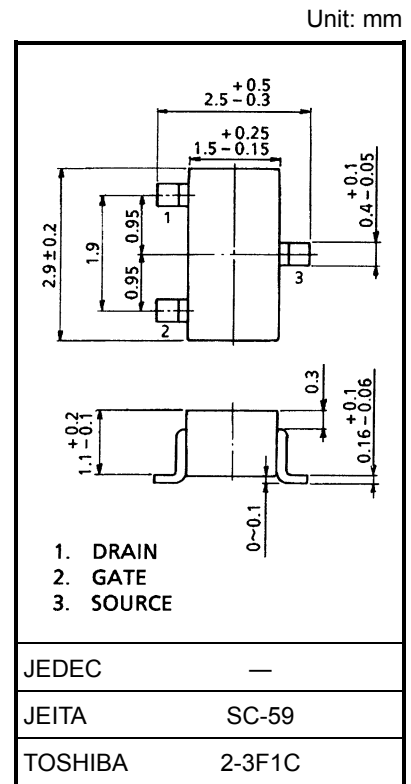 Unit: mm
+0.5
2.5 −0.3
+0.25
1.5 −0.15
+0.1
0.4 −0.05
2.9 ± 0.2
1.9
0.95
0.95
1
2
3
+0.2
1.1 −0.1
0.3
+0.1
0.16 −0.06
0~0.1
1. DRAIN
2. GATE
3. SOURCE
JEDEC —
JEITA SC-59
TOSHIBA 2-3F1C